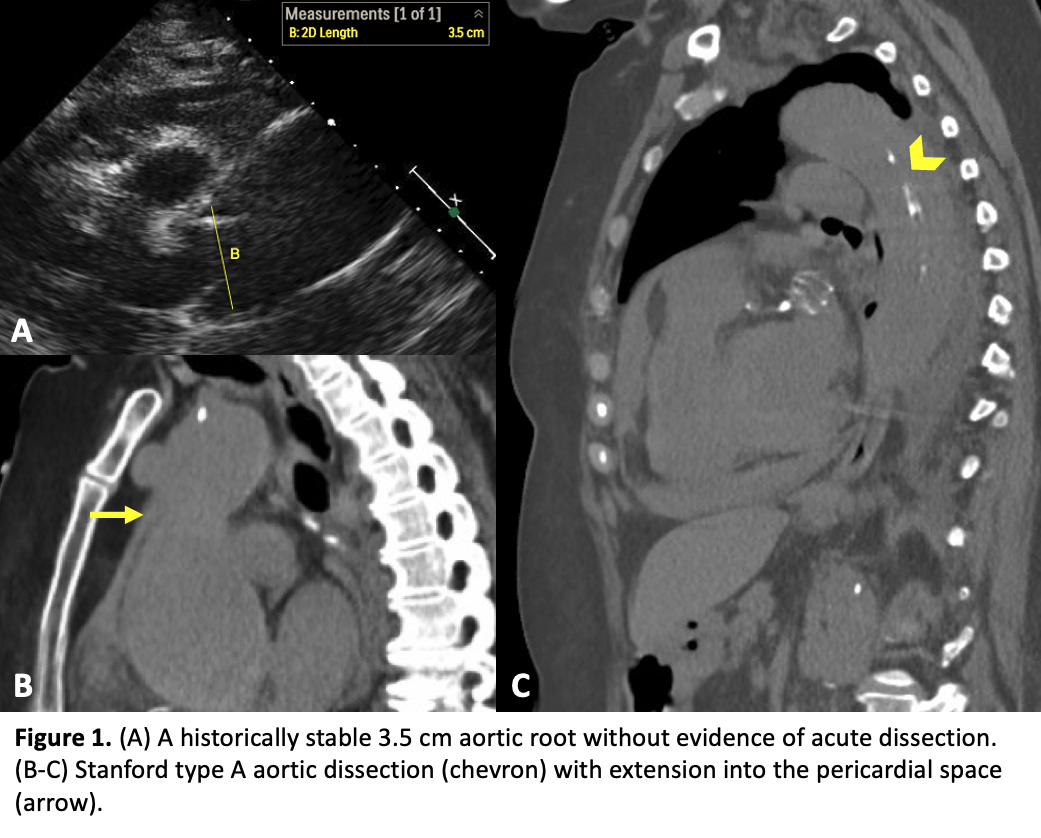 Measurements [1 of 1]
B: 2D Length 3.5 cm
X
B
A
B
C
Figure 1. (A) A historically stable 3.5 cm aortic root without evidence of acute dissection.
(B-C) Stanford type A aortic dissection (chevron) with extension into the pericardial space
(arrow).